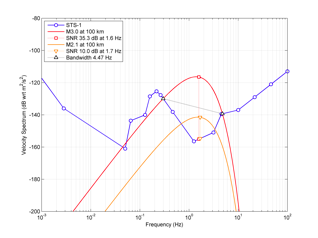 -80
-100
-120
-140
-160
-180
-200
Velocity Spectrum (dB wrt m²/s²)
STS-1
M3.0 at 100 km
SNR 35.3 dB at 1.6 Hz
M2.1 at 100 km
SNR 10.0 dB at 1.7 Hz
Bandwidth 4.47 Hz
10⁻³
10⁻²
10⁻¹
10⁰
10¹
10²
Frequency (Hz)